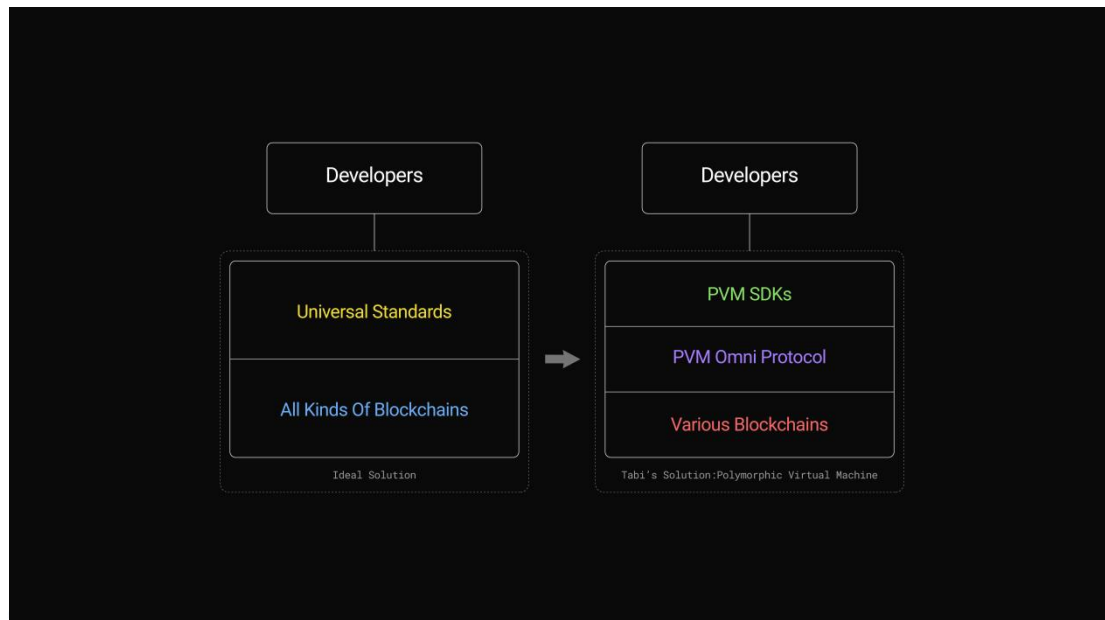 Developers
Universal Standards
All Kinds Of Blockchains
Ideal Solution
Developers
PVM SDKs
PVM Omni Protocol
Various Blockchains
Tabi's Solution:Polymorphic Virtual Machine